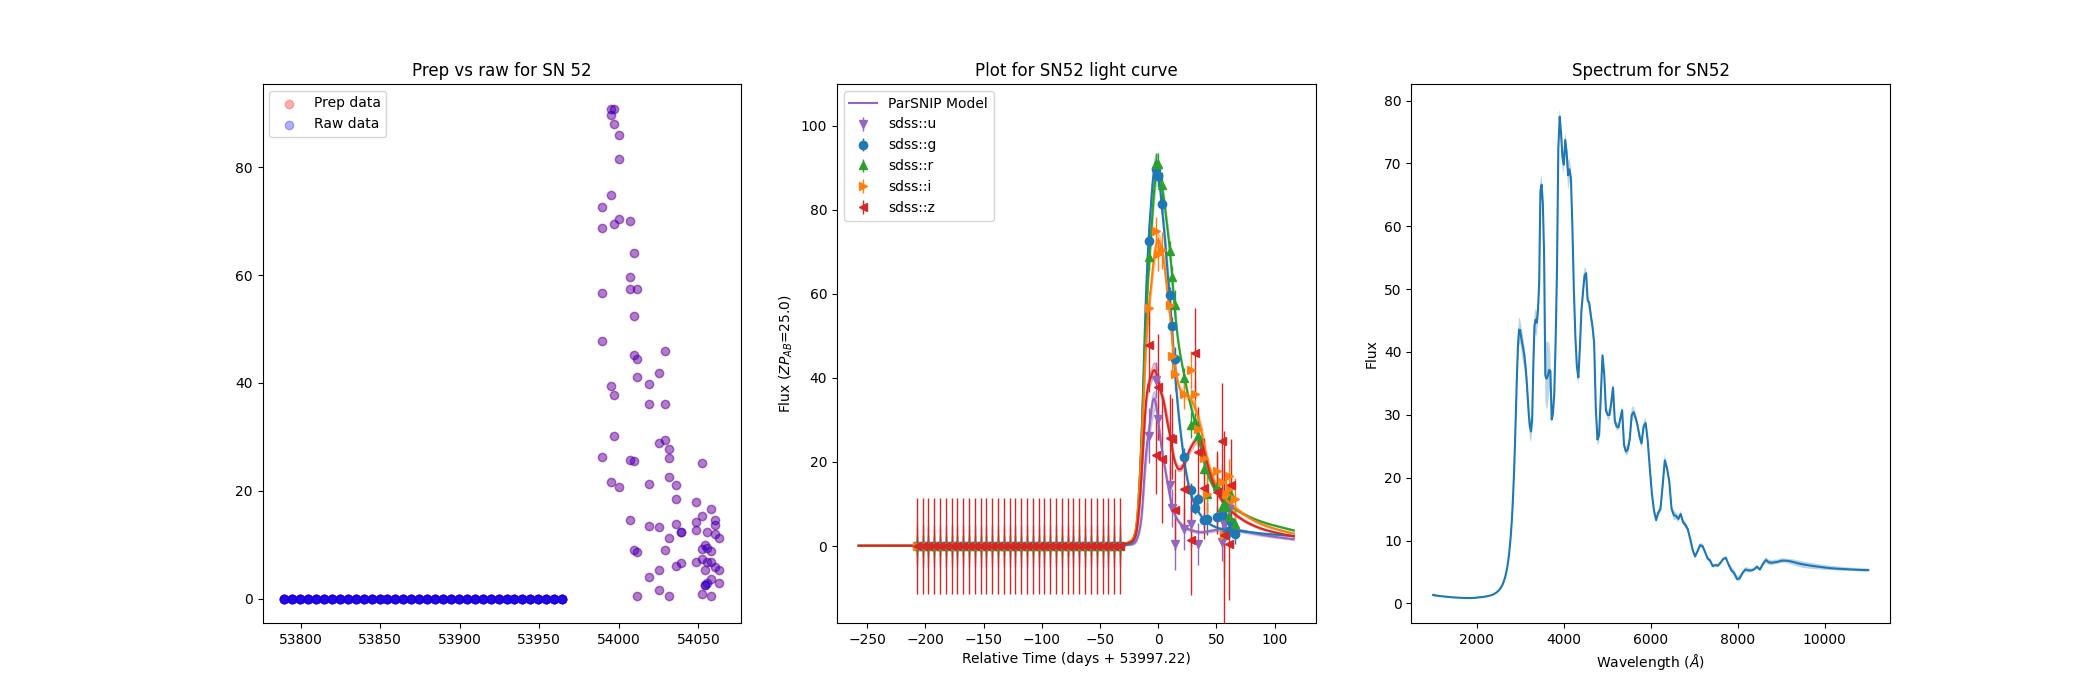 Prep vs raw for SN 52
Prep data
Raw data
80
60
40
20
0
53800
53850
53900
53950
54000
54050
Plot for SN52 light curve
ParSNIP Model
sdss::u
sdss::g
sdss::r
sdss::i
sdss::z
Flux (ZP_AB=25.0)
100
80
60
40
20
0
−250
−200
−150
−100
−50
0
50
100
Relative Time (days + 53997.22)
Spectrum for SN52
Flux
80
70
60
50
40
30
20
10
0
2000
4000
6000
8000
10000
Wavelength (Å)